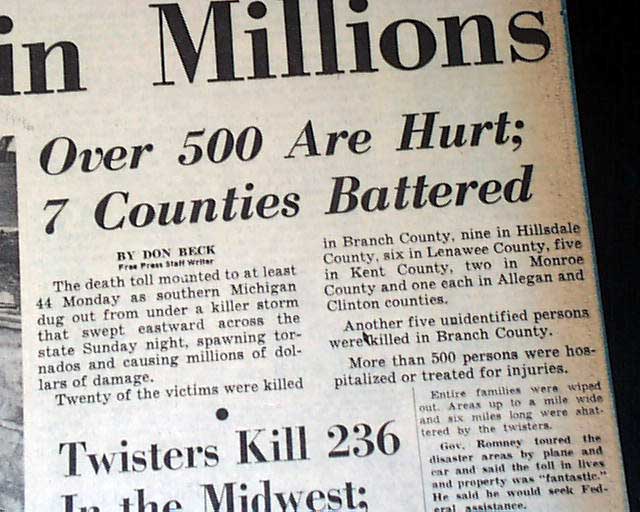 in Millions
Over 500 Are Hurt;
7 Counties Battered
BY DON BECK
Free Press Staff Writer
The death toll mounted to at least
44 Monday as southern Michigan
dug out from under a killer storm
that swept eastward across the
state Sunday night, spawning tor-
nados and causing millions of dol-
lars of damage.
Twenty of the victims were killed
in Branch County, nine in Hillsdale
County, six in Lenawee County, five
in Kent County, two in Monroe
County and one each in Allegan and
Clinton counties.
Another five unidentified persons
were killed in Branch County.
More than 500 persons were hos-
pitalized or treated for injuries.
Entire families were wiped
out. Areas up to a mile wide
and six miles long were shat-
tered by the twisters.
Gov. Romney toured the
disaster areas by plane and
car and said the toll in lives
and property was "fantastic."
He said he would seek Fed-
eral assistance.
Twisters Kill 236
In the Midwest;